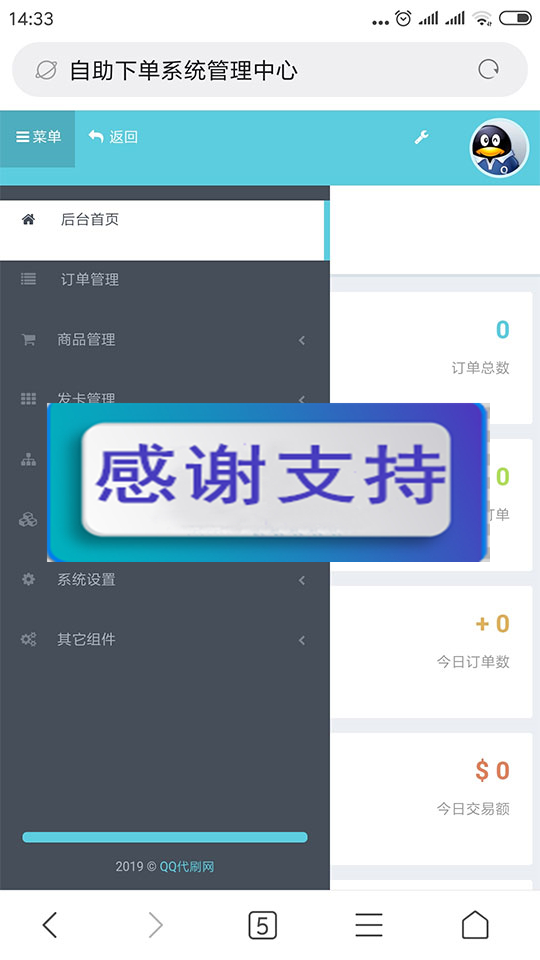 14:33
自助下单系统管理中心
菜单 返回
后台首页
订单管理
0
订单总数
商品管理
发卡管理
0
订单
感谢支持
系统设置
+ 0
今日订单数
其它组件
$ 0
今日交易额
2019 © QQ代刷网
5